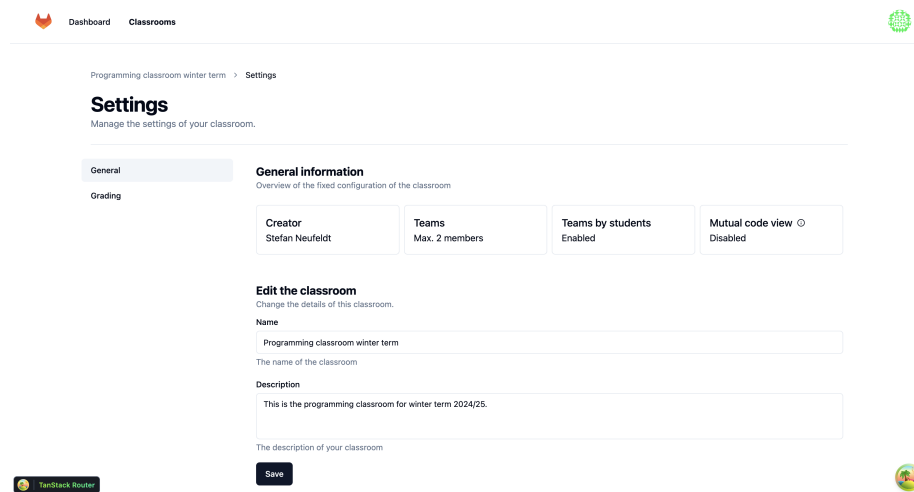 Dashboard Classrooms
Programming classroom winter term > Settings
Settings
Manage the settings of your classroom.
General
Grading
General information
Overview of the fixed configuration of the classroom
Creator
Stefan Neufeldt
Teams
Max. 2 members
Teams by students
Enabled
Mutual code view
Disabled
Edit the classroom
Change the details of this classroom.
Name
Programming classroom winter term
The name of the classroom
Description
This is the programming classroom for winter term 2024/25.
The description of your classroom
Save
TanStack Router